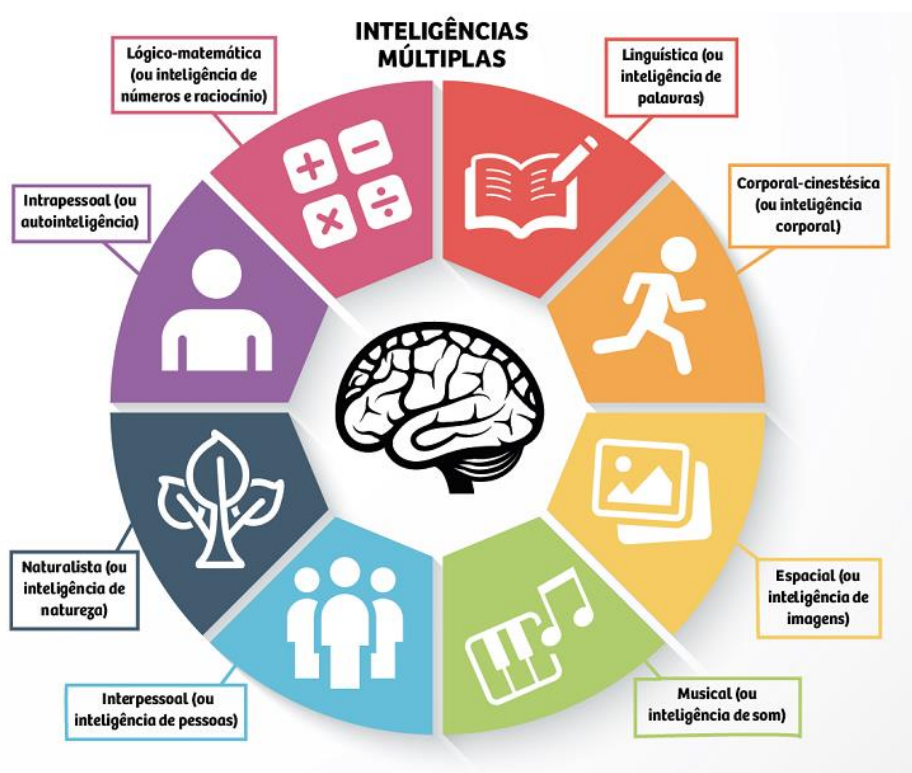 INTELIGÊNCIAS
MÚLTIPLAS
Lógico-matemática
(ou inteligência de
números e raciocínio)
Linguística (ou
inteligência de
palavras)
Intrapessoal (ou
autointeligência)
Corporal-cinestésica
(ou inteligência
corporal)
Naturalista (ou
inteligência de
natureza)
Espacial (ou
inteligência de
imagens)
Interpessoal (ou
inteligência de pessoas)
Musical (ou
inteligência de som)